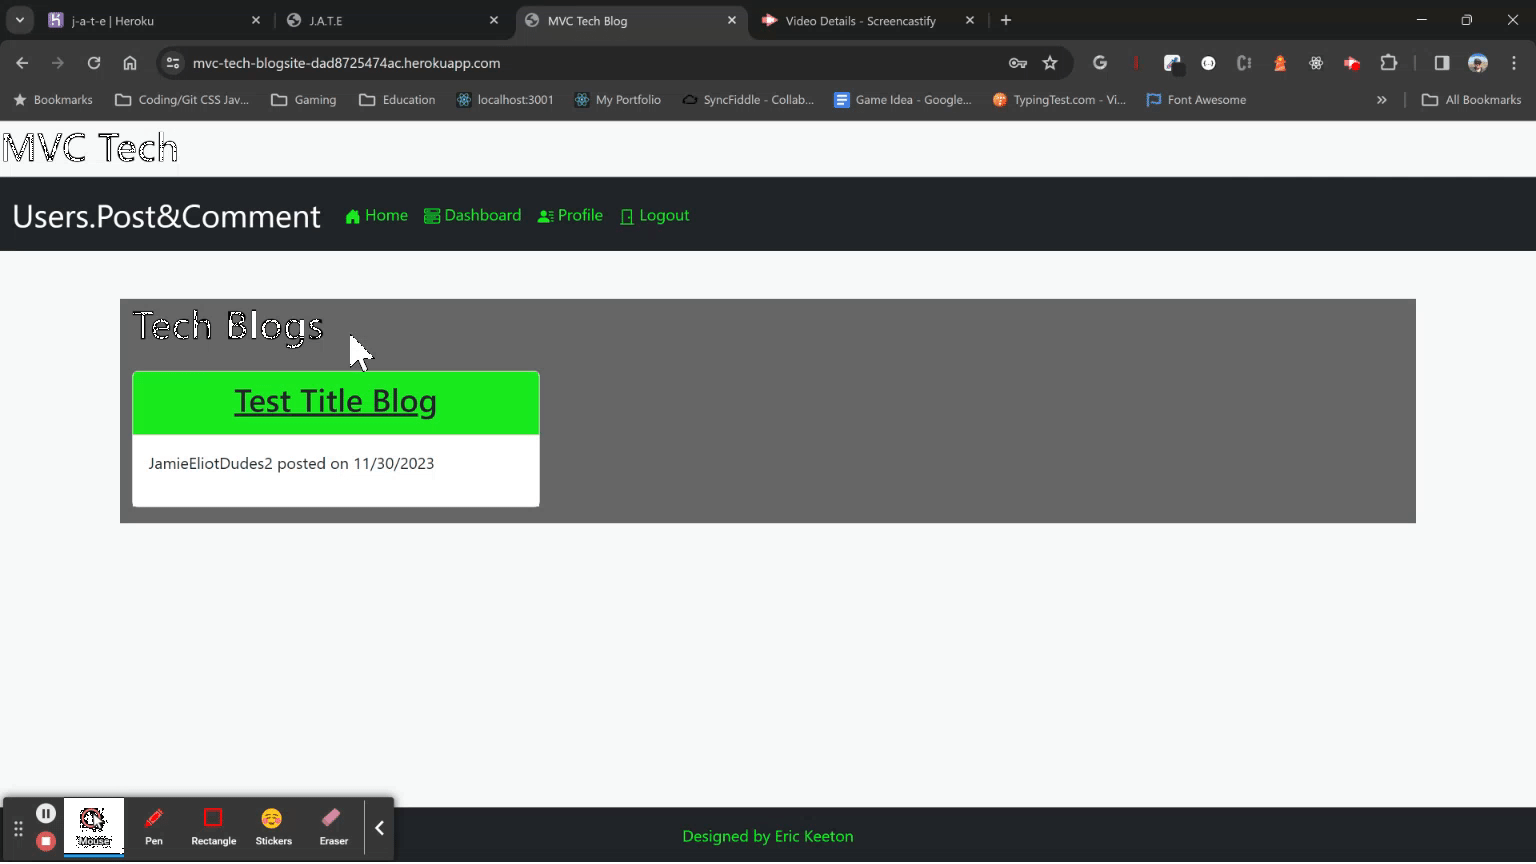 j-a-t-e | Heroku
J.A.T.E
MVC Tech Blog
Video Details - Screencastify
mvc-tech-blogsite-dad8725474ac.herokuapp.com
Bookmarks
Coding/Git CSS Jav...
Gaming
Education
localhost:3001
My Portfolio
SyncFiddle - Collab...
Game Idea - Google...
TypingTest.com - Vi...
Font Awesome
»
All Bookmarks
MVC Tech
Users.Post&Comment
Home
Dashboard
Profile
Logout
Tech Blogs
Test Title Blog
JamieEliotDudes2 posted on 11/30/2023
Mouse
Pen
Rectangle
Stickers
Eraser
Designed by Eric Keeton